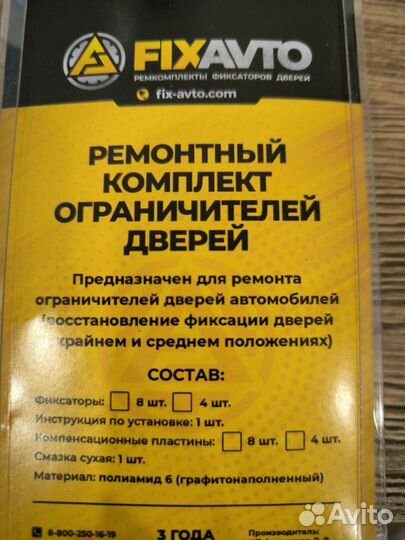 FIXAVTO
РЕМКОМПЛЕКТЫ ФИКСАТОРОВ ДВЕРЕЙ
fix-avto.com
РЕМОНТНЫЙ
КОМПЛЕКТ
ОГРАНИЧИТЕЛЕЙ
ДВЕРЕЙ
Предназначен для ремонта
ограничителей дверей автомобилей
(восстановление фиксации дверей
крайнем и среднем положениях)
СОСТАВ:
Фиксаторы: 8 шт. 4 шт.
Инструкция по установке: 1 шт.
Компенсационные пластины: 8 шт. 4 шт.
Смазка сухая: 1 шт.
Материал: полиамид 6 (графитонаполненный)
8-800-250-16-19
3 ГОДА
Производитель:
Avito